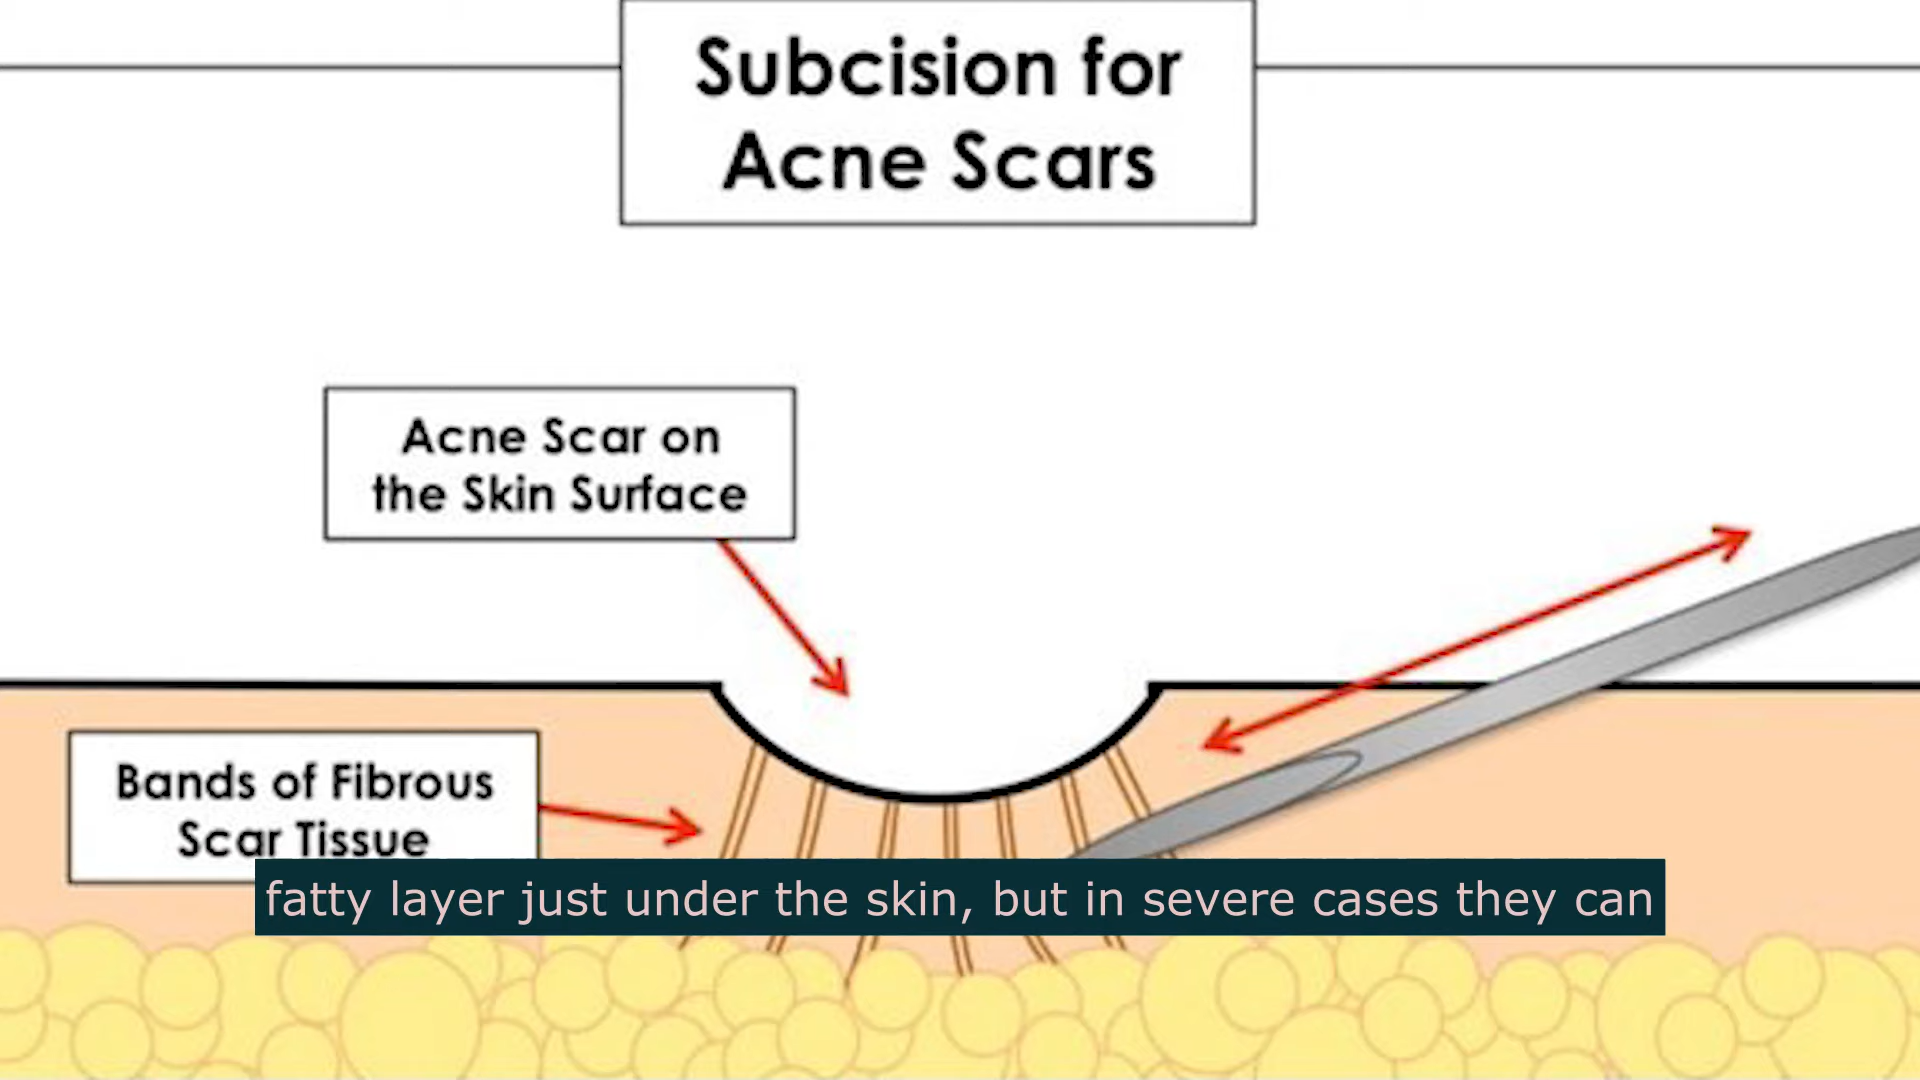 Subcision for
Acne Scars
Acne Scar on
the Skin Surface
Bands of Fibrous
Scar Tissue
fatty layer just under the skin, but in severe cases they can